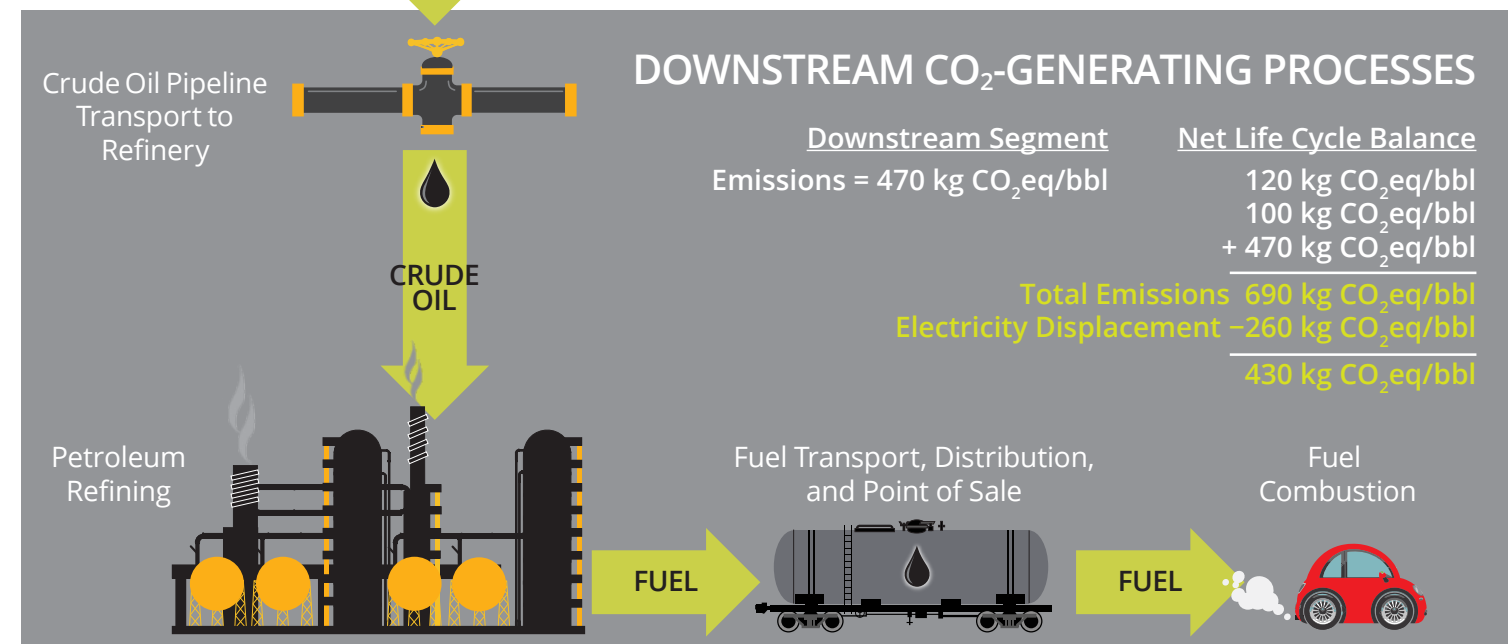 DOWNSTREAM CO₂-GENERATING PROCESSES
Crude Oil Pipeline
Transport to
Refinery
Downstream Segment
Emissions = 470 kg CO₂eq/bbl
Net Life Cycle Balance
120 kg CO₂eq/bbl
100 kg CO₂eq/bbl
+ 470 kg CO₂eq/bbl
Total Emissions 690 kg CO₂eq/bbl
Electricity Displacement −260 kg CO₂eq/bbl
430 kg CO₂eq/bbl
CRUDE
OIL
Petroleum
Refining
FUEL
Fuel Transport, Distribution,
and Point of Sale
FUEL
Fuel
Combustion